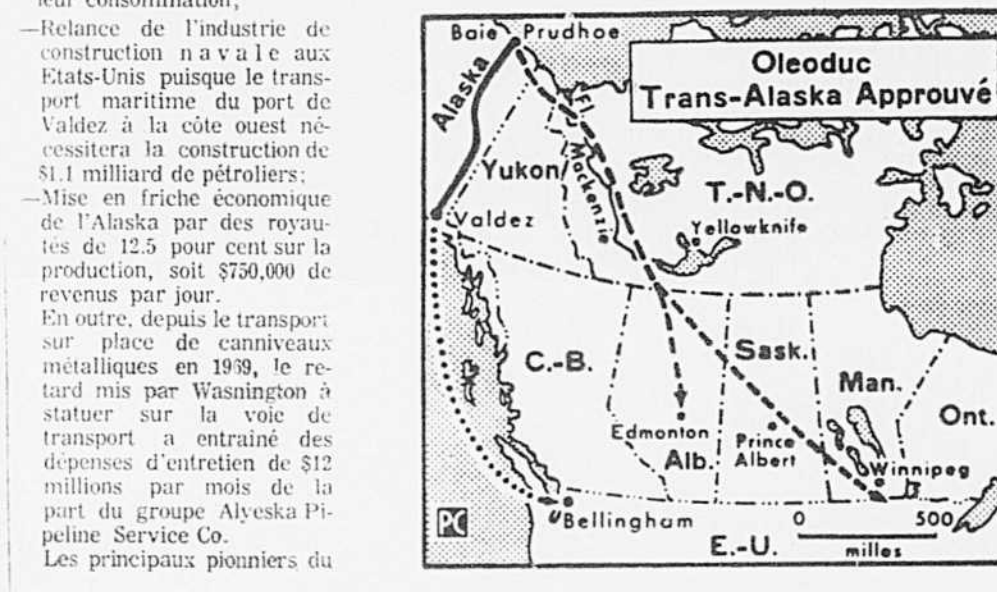 leur consommation;
—Relance de l'industrie de
construction navale aux
Etats-Unis puisque le trans-
port maritime du port de
Valdez à la côte ouest né-
cessitera la construction de
$1.1 milliard de pétroliers;
—Mise en friche économique
de l'Alaska par des royau-
tés de 12.5 pour cent sur la
production, soit $750,000 de
revenus par jour.
En outre, depuis le transport
sur place de canniveaux
métalliques en 1969, le re-
tard mis par Wasnington à
statuer sur la voie de
transport a entrainé des
dépenses d'entretien de $12
millions par mois de la
part du groupe Alyeska Pi-
peline Service Co.
Les principaux pionniers du
Baie Prudhoe
Oleoduc
Trans-Alaska Approuvé
Alaska
Fl Mackenzie
Yukon
T.-N.-O.
Valdez
Yellowknife
C.-B.
Sask.
Man.
Ont.
Edmonton
Alb.
Prince
Albert
Winnipeg
PC
Bellingham
0 500
milles
E.-U.